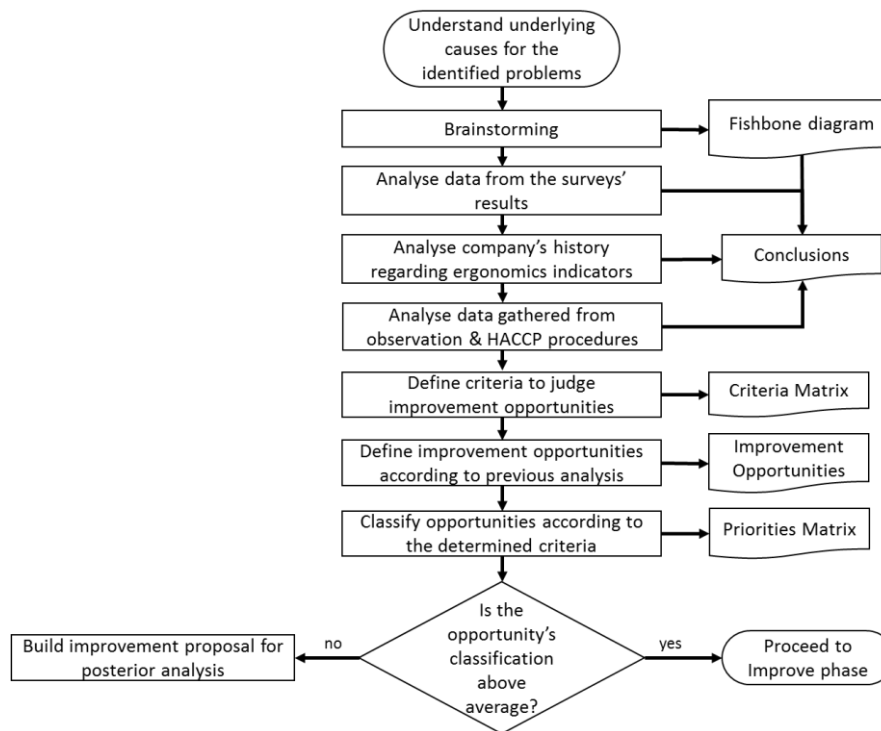 Understand underlying
causes for the
identified problems
Brainstorming
Fishbone diagram
Analyse data from the surveys'
results
Analyse company's history
regarding ergonomics indicators
Conclusions
Analyse data gathered from
observation & HACCP procedures
Define criteria to judge
improvement opportunities
Criteria Matrix
Define improvement opportunities
according to previous analysis
Improvement
Opportunities
Classify opportunities according to
the determined criteria
Priorities Matrix
Is the
opportunity's
classification
above
average?
no
yes
Build improvement proposal for
posterior analysis
Proceed to
Improve phase